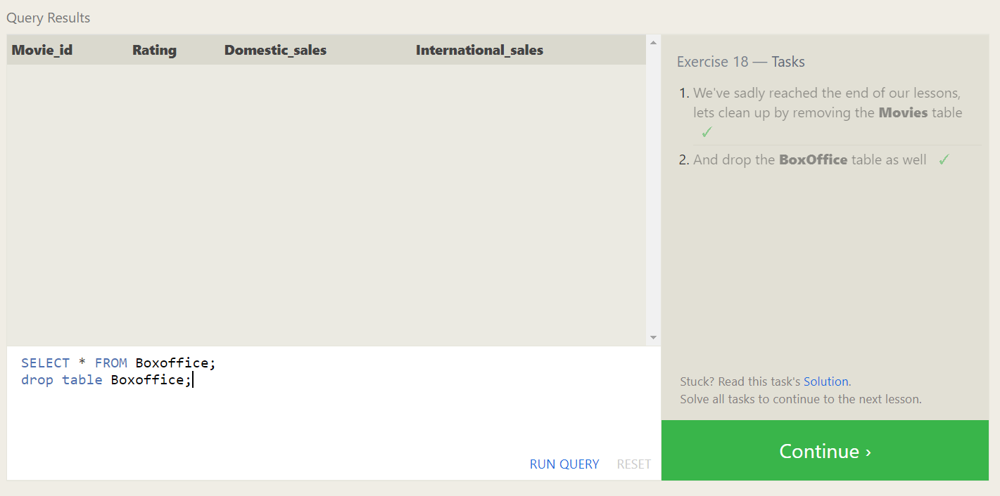 Query Results
Movie_id Rating Domestic_sales International_sales
Exercise 18 — Tasks
1. We've sadly reached the end of our lessons,
lets clean up by removing the Movies table
✓
2. And drop the BoxOffice table as well ✓
SELECT * FROM Boxoffice;
drop table Boxoffice;
RUN QUERY RESET
Stuck? Read this task's Solution.
Solve all tasks to continue to the next lesson.
Continue ›